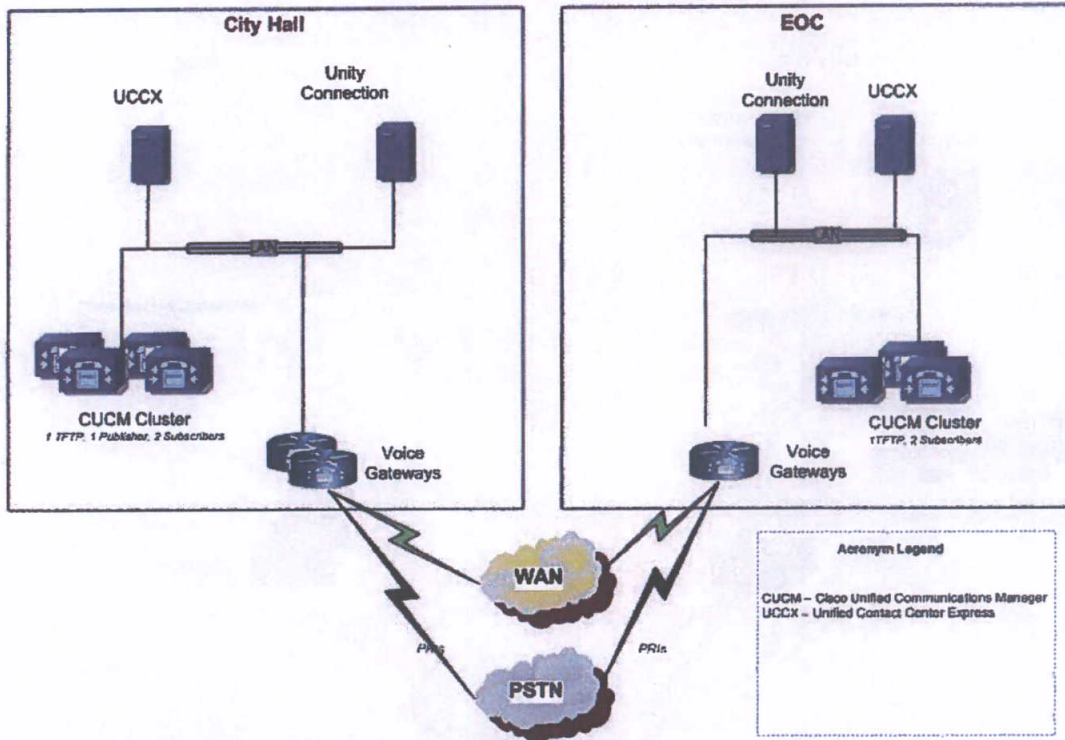 City Hall
UCCX
Unity
Connection
LAN
CUCM Cluster
1 TFTP, 1 Publisher, 2 Subscribers
Voice
Gateways
EOC
Unity
Connection
UCCX
LAN
CUCM Cluster
1TFTP, 2 Subscribers
Voice
Gateways
WAN
PRIs
PRIs
PSTN
Acronym Legend
CUCM – Cisco Unified Communications Manager
UCCX – Unified Contact Center Express